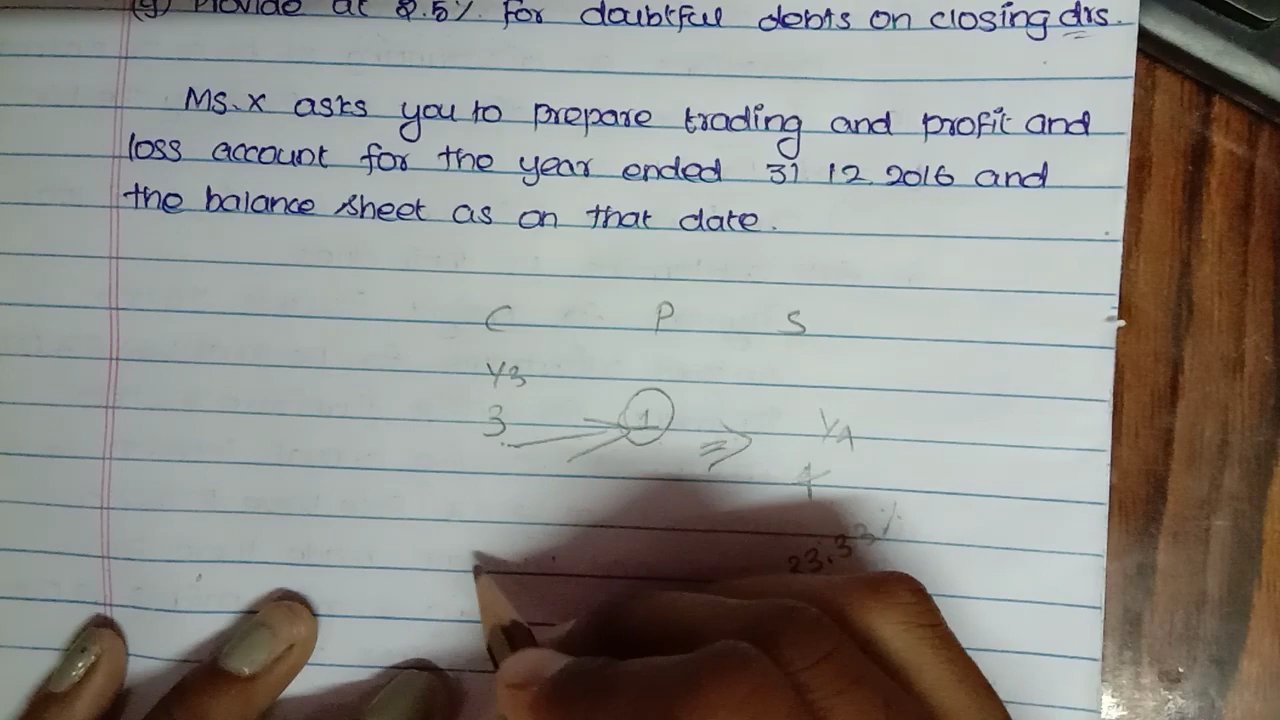 (g) Provide at 2.5% for doubtful debts on closing drs.
Ms. X asks you to prepare trading and profit and
loss account for the year ended 31 12 2016 and
the balance sheet as on that date.
C P S
1/3
3 1 ⇒ 1/4
4
23.33%